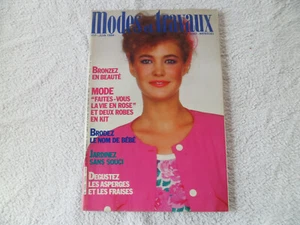 Modes & travaux
BRONZEZ
EN BEAUTÉ
MODE
"FAITES-VOUS
LA VIE EN ROSE"
ET DEUX ROBES
EN KIT
BRODEZ
LE NOM DE BÉBÉ
JARDINEZ
SANS SOUCI
DÉGUSTEZ
LES ASPERGES
ET LES FRAISES